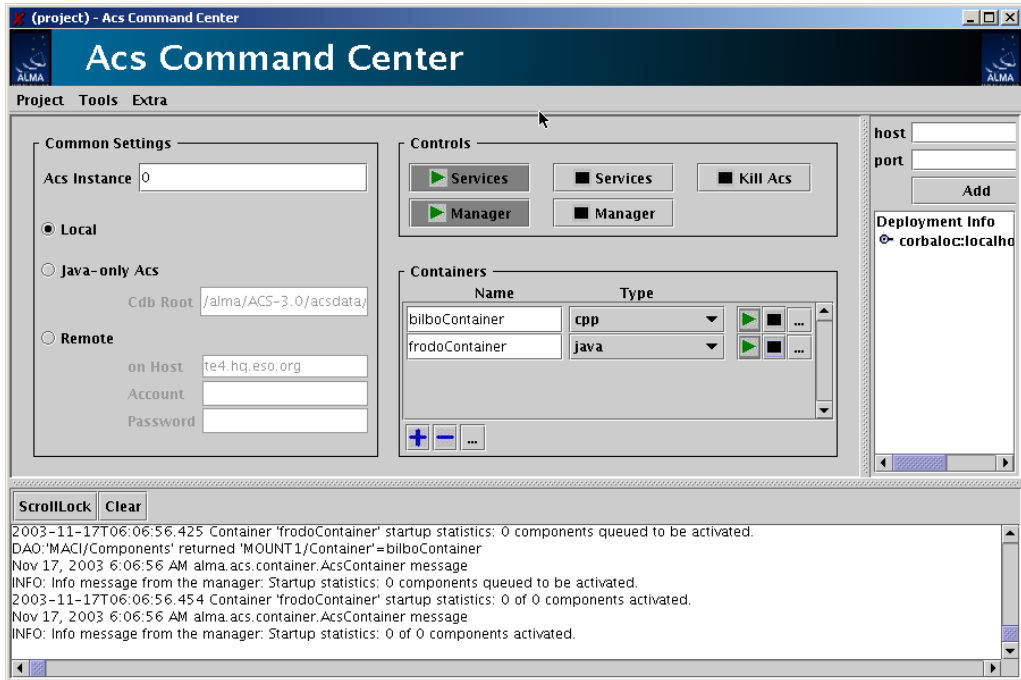 (project) - Acs Command Center
Acs Command Center
ALMA
ALMA
Project Tools Extra
Common Settings
Acs Instance 0
Local
Java-only Acs
Cdb Root /alma/ACS-3.0/acsdata/
Remote
on Host te4.hq.eso.org
Account
Password
Controls
Services Services Kill Acs
Manager Manager
Containers
Name Type
bilboContainer cpp ...
frodoContainer java ...
...
host
port
Add
Deployment Info
corbaloc::localho
ScrollLock Clear
2003-11-17T06:06:56.425 Container 'frodoContainer' startup statistics: 0 components queued to be activated.
DAO:'MACI/Components' returned 'MOUNT1/Container'=bilboContainer
Nov 17, 2003 6:06:56 AM alma.acs.container.AcsContainer message
INFO: Info message from the manager: Startup statistics: 0 components queued to be activated.
2003-11-17T06:06:56.454 Container 'frodoContainer' startup statistics: 0 of 0 components activated.
Nov 17, 2003 6:06:56 AM alma.acs.container.AcsContainer message
INFO: Info message from the manager: Startup statistics: 0 of 0 components activated.